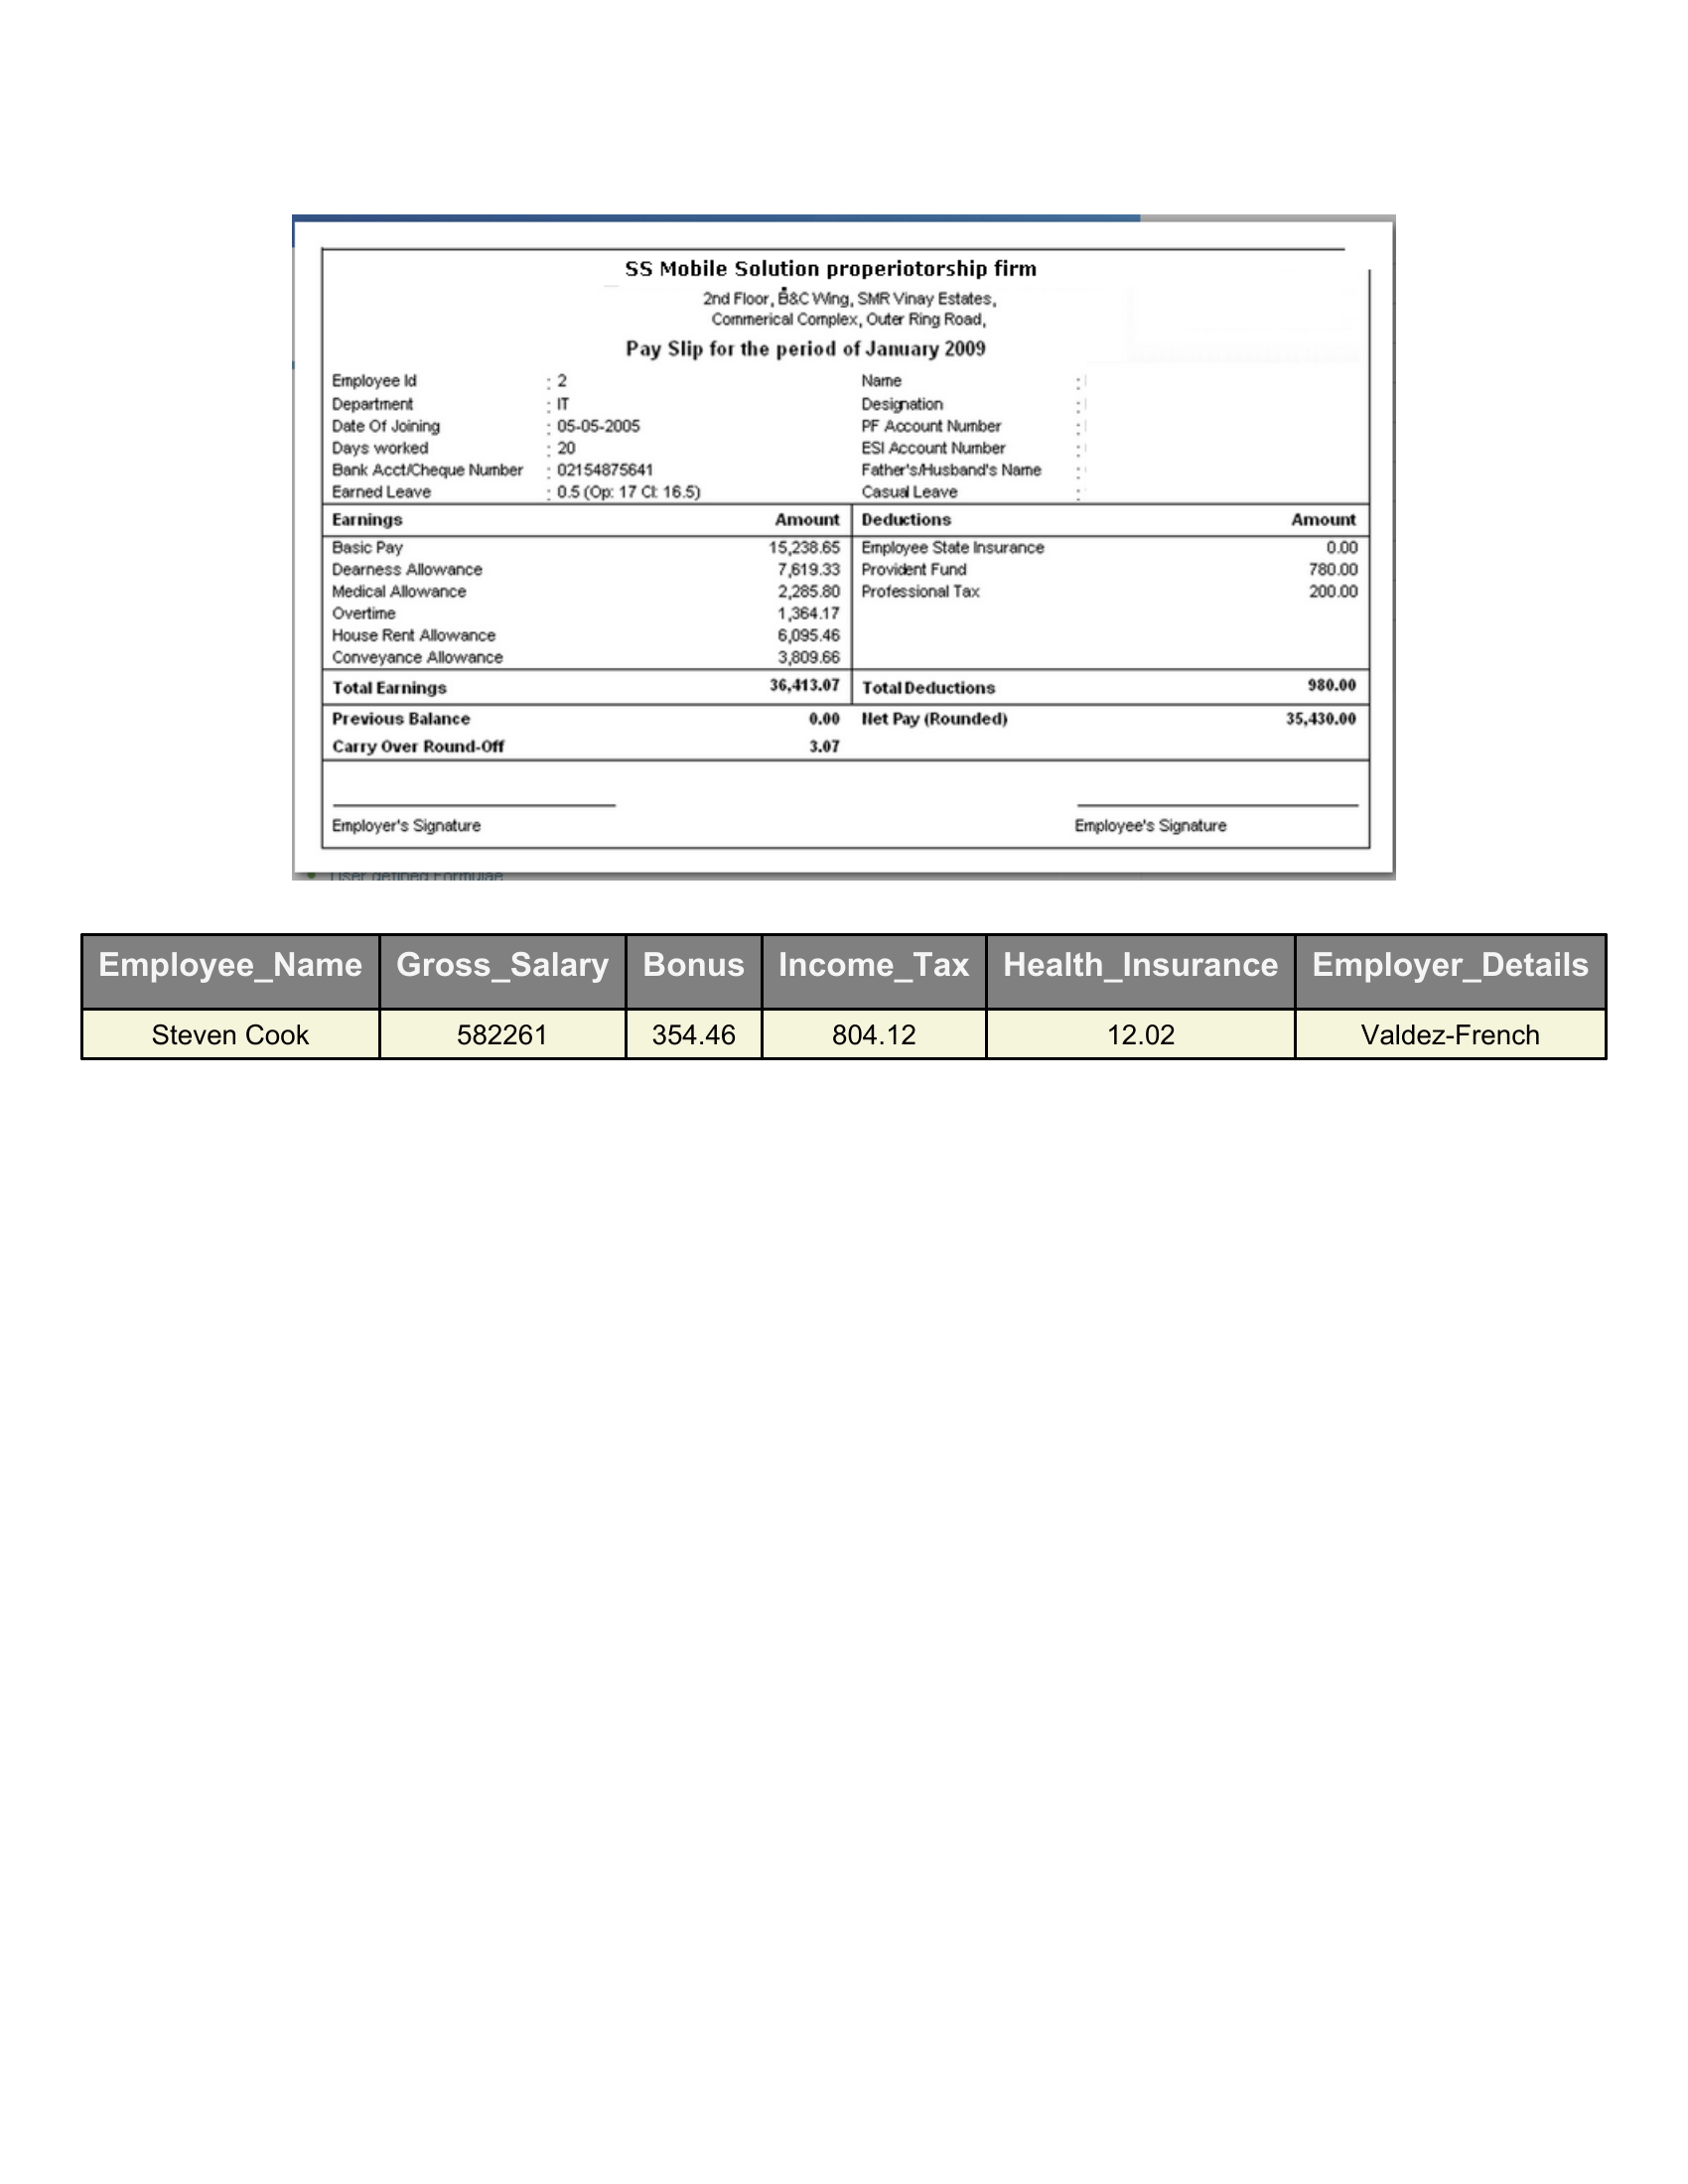 SS Mobile Solution properiotorship firm
2nd Floor, B&C Wing, SMR Vinay Estates,
Commerical Complex, Outer Ring Road,
Pay Slip for the period of January 2009
Employee Id : 2 Name :
Department : IT Designation :
Date Of Joining : 05-05-2005 PF Account Number :
Days worked : 20 ESI Account Number :
Bank Acct/Cheque Number : 02154875641 Father's/Husband's Name :
Earned Leave : 0.5 (Op: 17 Cl: 16.5) Casual Leave :
Earnings Amount Deductions Amount
Basic Pay 15,238.65 Employee State Insurance 0.00
Dearness Allowance 7,619.33 Provident Fund 780.00
Medical Allowance 2,285.80 Professional Tax 200.00
Overtime 1,364.17
House Rent Allowance 6,095.46
Conveyance Allowance 3,809.66
Total Earnings 36,413.07 Total Deductions 980.00
Previous Balance 0.00 Net Pay (Rounded) 35,430.00
Carry Over Round-Off 3.07
Employer's Signature Employee's Signature
User defined Formulae
Employee_Name Gross_Salary Bonus Income_Tax Health_Insurance Employer_Details
Steven Cook 582261 354.46 804.12 12.02 Valdez-French